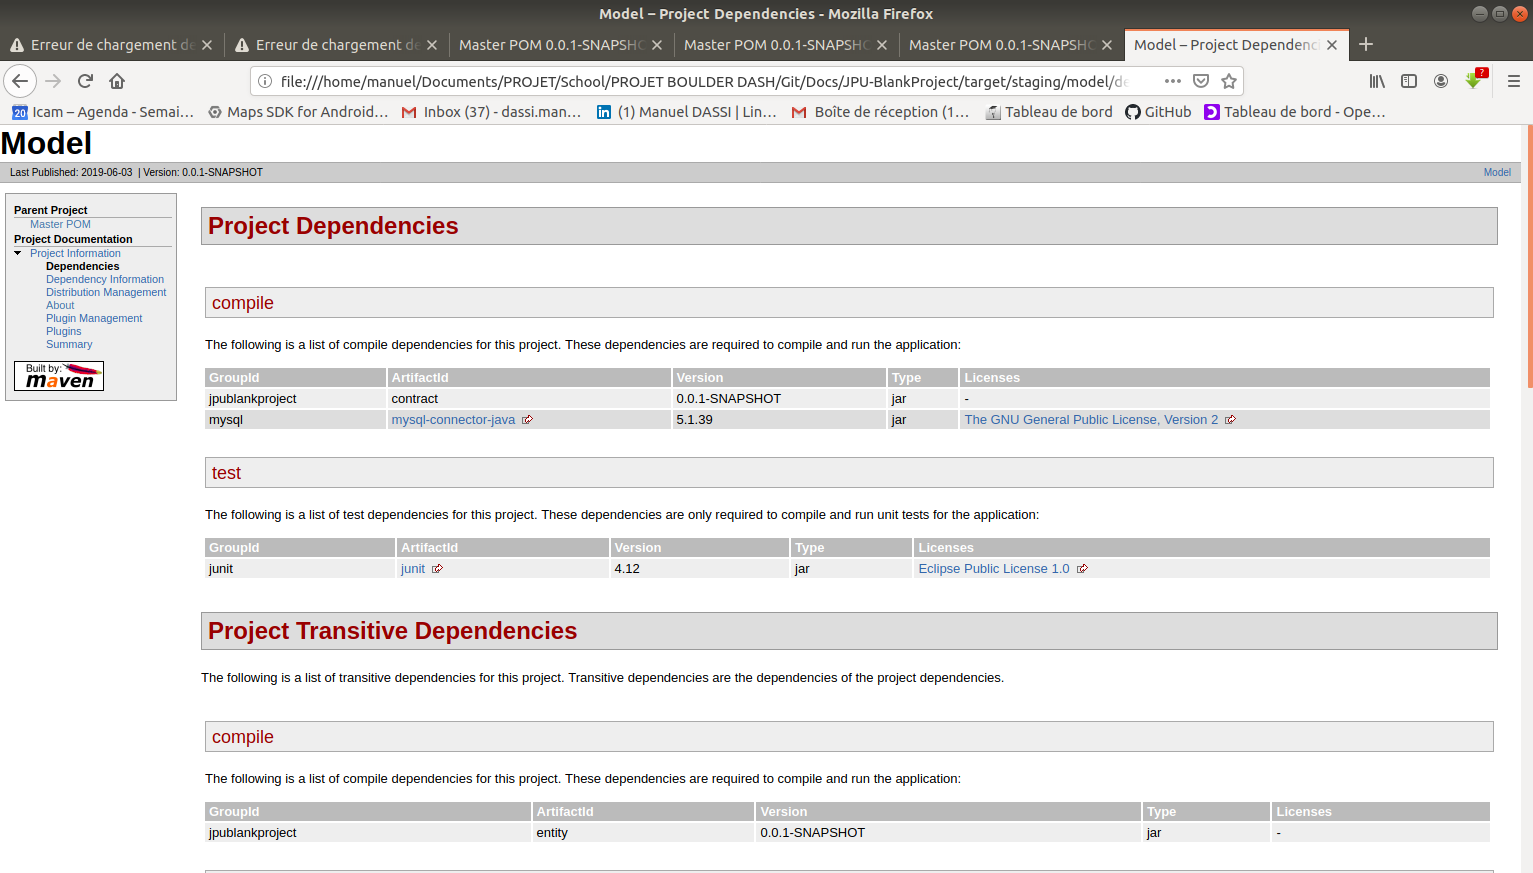 Model – Project Dependencies - Mozilla Firefox
Erreur de chargement de
Erreur de chargement de
Master POM 0.0.1-SNAPSHO
Master POM 0.0.1-SNAPSHO
Master POM 0.0.1-SNAPSHO
Model – Project Dependenc
file:///home/manuel/Documents/PROJET/School/PROJET BOULDER DASH/Git/Docs/JPU-BlankProject/target/staging/model/de
?
20 Icam – Agenda - Semai…
Maps SDK for Android…
Inbox (37) - dassi.man…
(1) Manuel DASSI | Lin…
Boîte de réception (1…
Tableau de bord
GitHub
Tableau de bord - Ope…
Model
Last Published: 2019-06-03 | Version: 0.0.1-SNAPSHOT
Model
Parent Project
Master POM
Project Documentation
Project Information
Dependencies
Dependency Information
Distribution Management
About
Plugin Management
Plugins
Summary
Built by:
maven
Project Dependencies
compile
The following is a list of compile dependencies for this project. These dependencies are required to compile and run the application:
GroupId ArtifactId Version Type Licenses
jpublankproject contract 0.0.1-SNAPSHOT jar -
mysql mysql-connector-java 5.1.39 jar The GNU General Public License, Version 2
test
The following is a list of test dependencies for this project. These dependencies are only required to compile and run unit tests for the application:
GroupId ArtifactId Version Type Licenses
junit junit 4.12 jar Eclipse Public License 1.0
Project Transitive Dependencies
The following is a list of transitive dependencies for this project. Transitive dependencies are the dependencies of the project dependencies.
compile
The following is a list of compile dependencies for this project. These dependencies are required to compile and run the application:
GroupId ArtifactId Version Type Licenses
jpublankproject entity 0.0.1-SNAPSHOT jar -